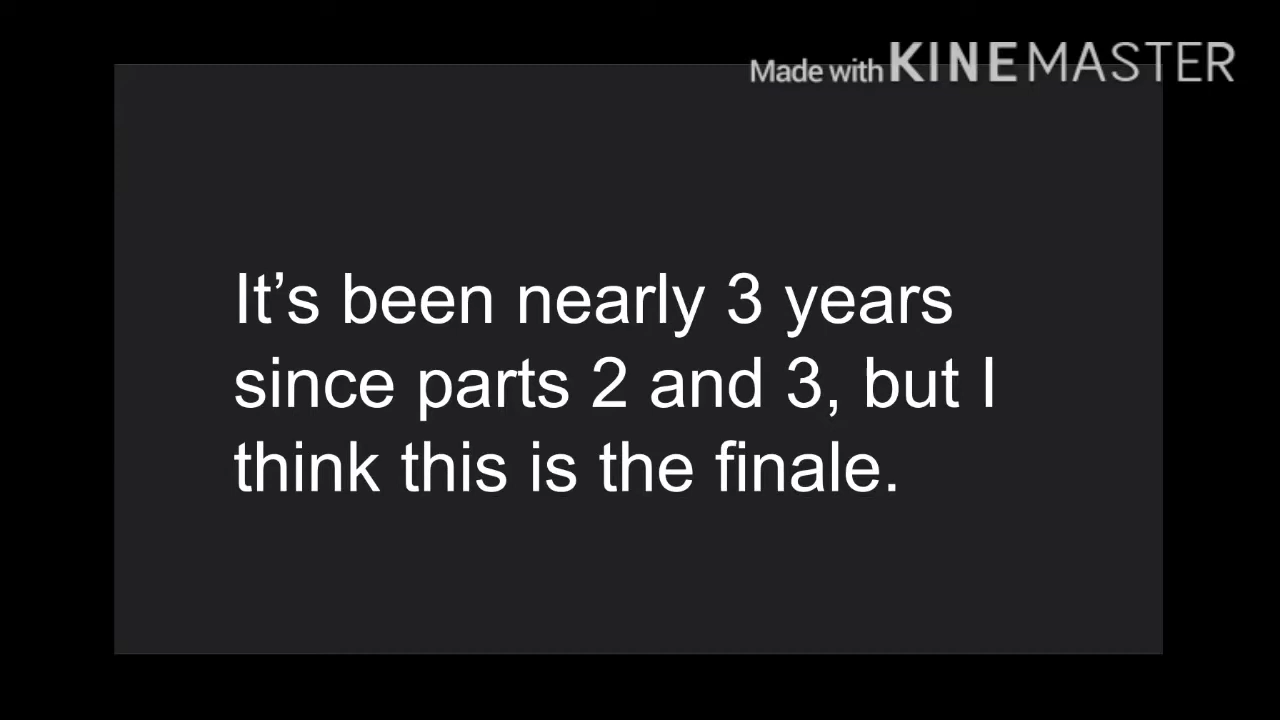 Made with KINEMASTER
It’s been nearly 3 years
since parts 2 and 3, but I
think this is the finale.